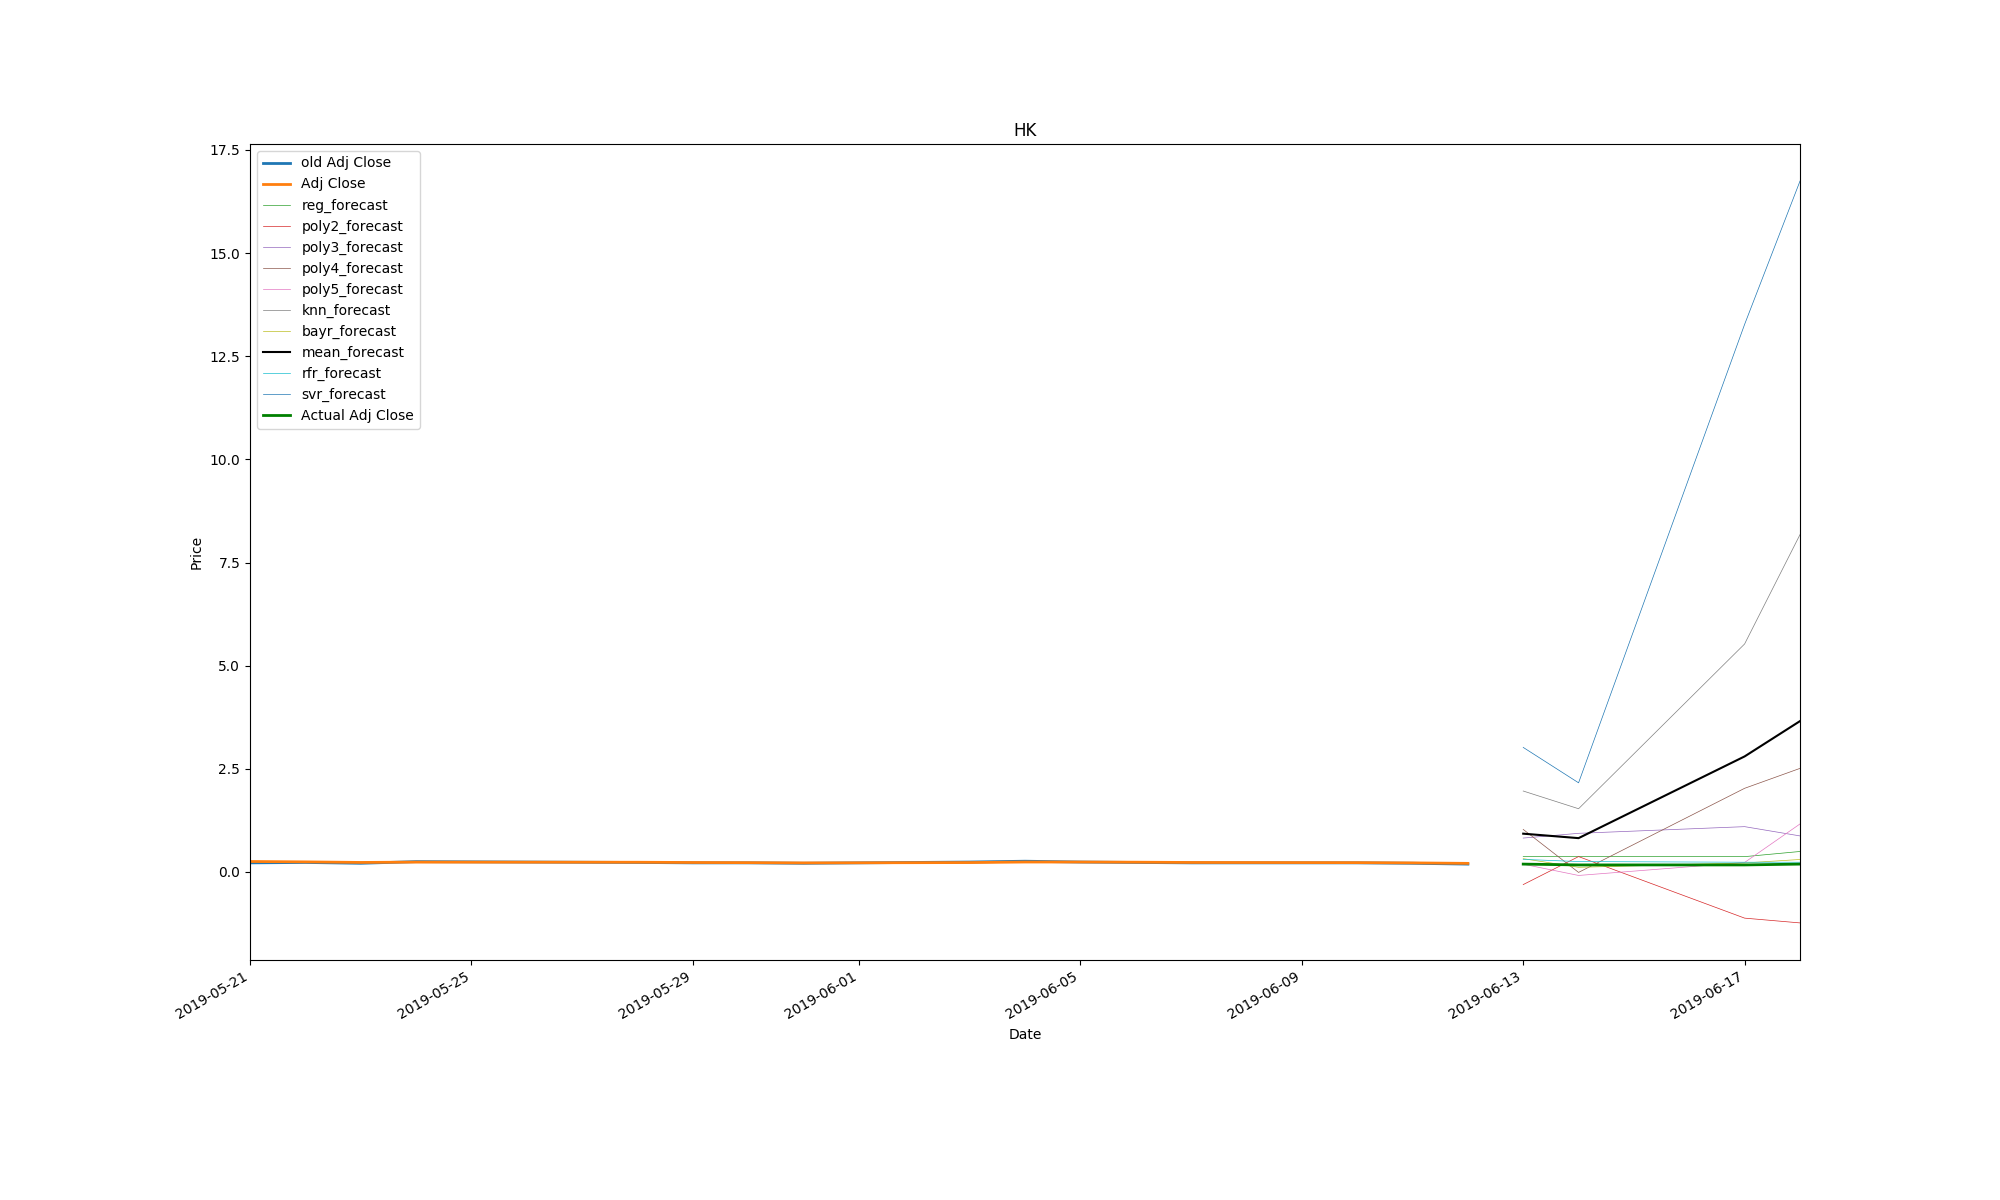 HK
17.5
15.0
12.5
10.0
7.5
5.0
2.5
0.0
Price
old Adj Close
Adj Close
reg_forecast
poly2_forecast
poly3_forecast
poly4_forecast
poly5_forecast
knn_forecast
bayr_forecast
mean_forecast
rfr_forecast
svr_forecast
Actual Adj Close
2019-05-21
2019-05-25
2019-05-29
2019-06-01
2019-06-05
2019-06-09
2019-06-13
2019-06-17
Date